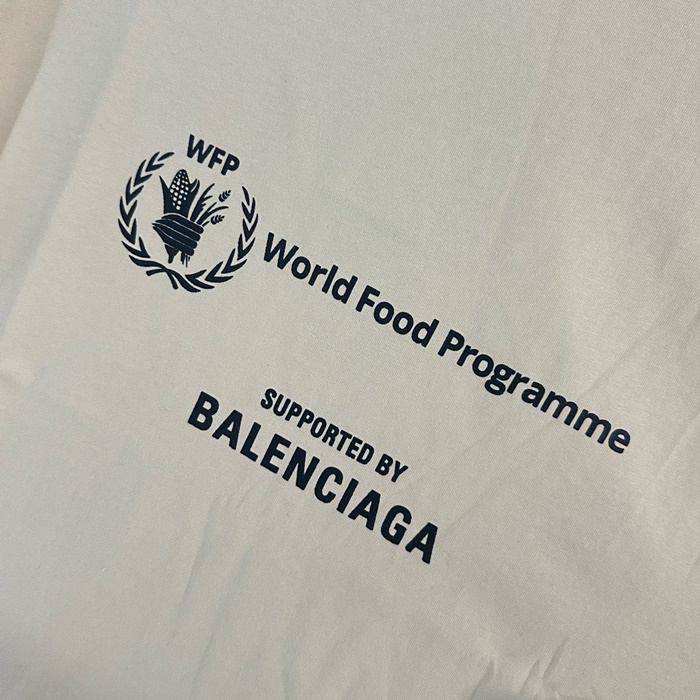 WFP
World Food Programme
SUPPORTED BY
BALENCIAGA